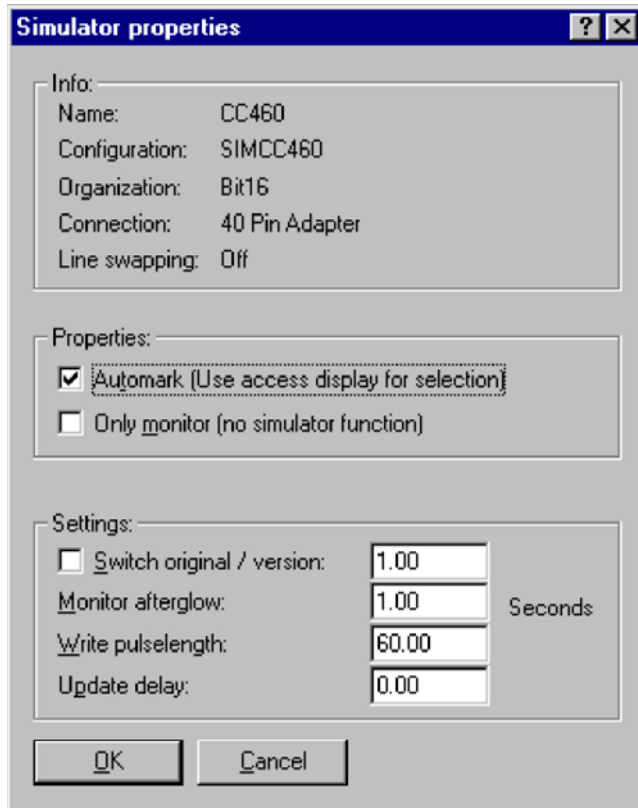 Simulator properties
Info:
Name: CC460
Configuration: SIMCC460
Organization: Bit16
Connection: 40 Pin Adapter
Line swapping: Off
Properties:
Automark (Use access display for selection)
Only monitor (no simulator function)
Settings:
Switch original / version: 1.00
Monitor afterglow: 1.00 Seconds
Write pulselength: 60.00
Update delay: 0.00
OK Cancel